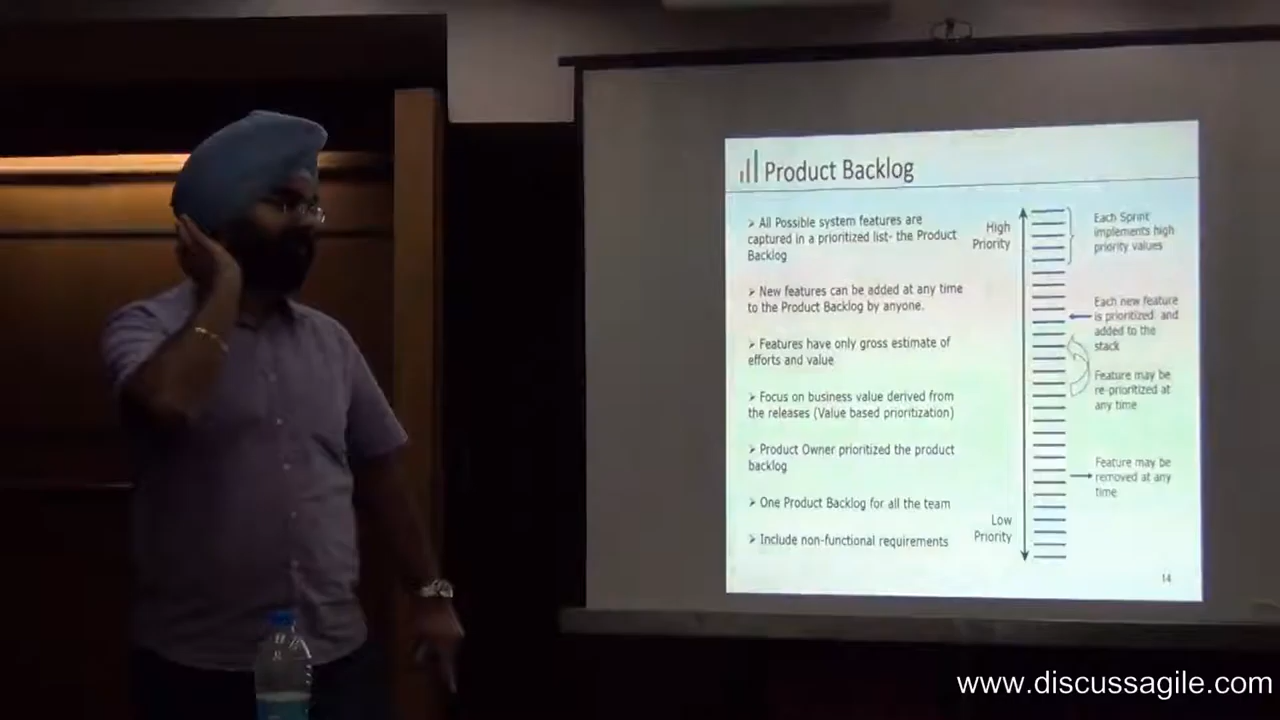 Product Backlog
➢ All Possible system features are
captured in a prioritized list- the Product
Backlog
➢ New features can be added at any time
to the Product Backlog by anyone.
➢ Features have only gross estimate of
efforts and value
➢ Focus on business value derived from
the releases (Value based prioritization)
➢ Product Owner prioritized the product
backlog
➢ One Product Backlog for all the team
➢ Include non-functional requirements
High
Priority
Low
Priority
Each Sprint
implements high
priority values
Each new feature
is prioritized and
added to the
stack
Feature may be
re prioritized at
any time
Feature may be
removed at any
time
14
www.discussagile.com